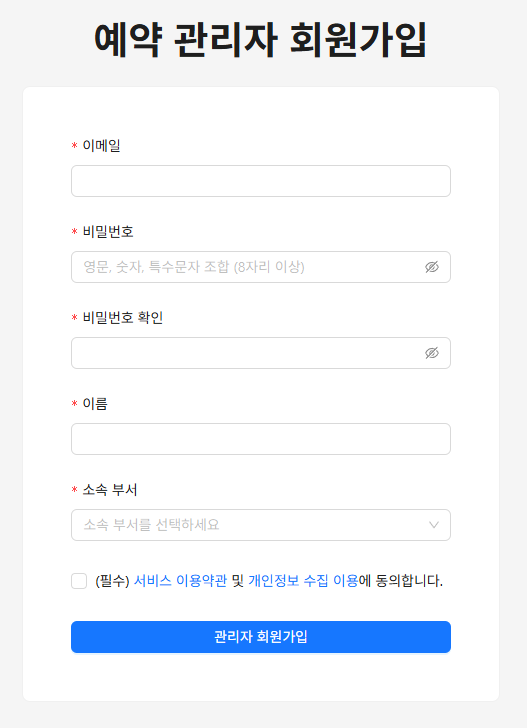 예약 관리자 회원가입
* 이메일
* 비밀번호
영문, 숫자, 특수문자 조합 (8자리 이상)
* 비밀번호 확인
* 이름
* 소속 부서
소속 부서를 선택하세요
(필수) 서비스 이용약관 및 개인정보 수집 이용에 동의합니다.
관리자 회원가입